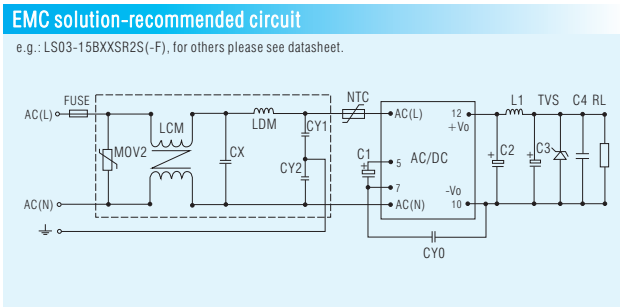 EMC solution-recommended circuit
e.g.: LS03-15BXXSR2S(-F), for others please see datasheet.
FUSE
NTC
L1 TVS C4 RL
AC(L)
AC(L)
12
+Vo
LCM
LDM
CY1
MOV2
CX
C1
+
5
AC/DC
+ C2
+ C3
CY2
7
-Vo
AC(N)
AC(N)
10
CY0